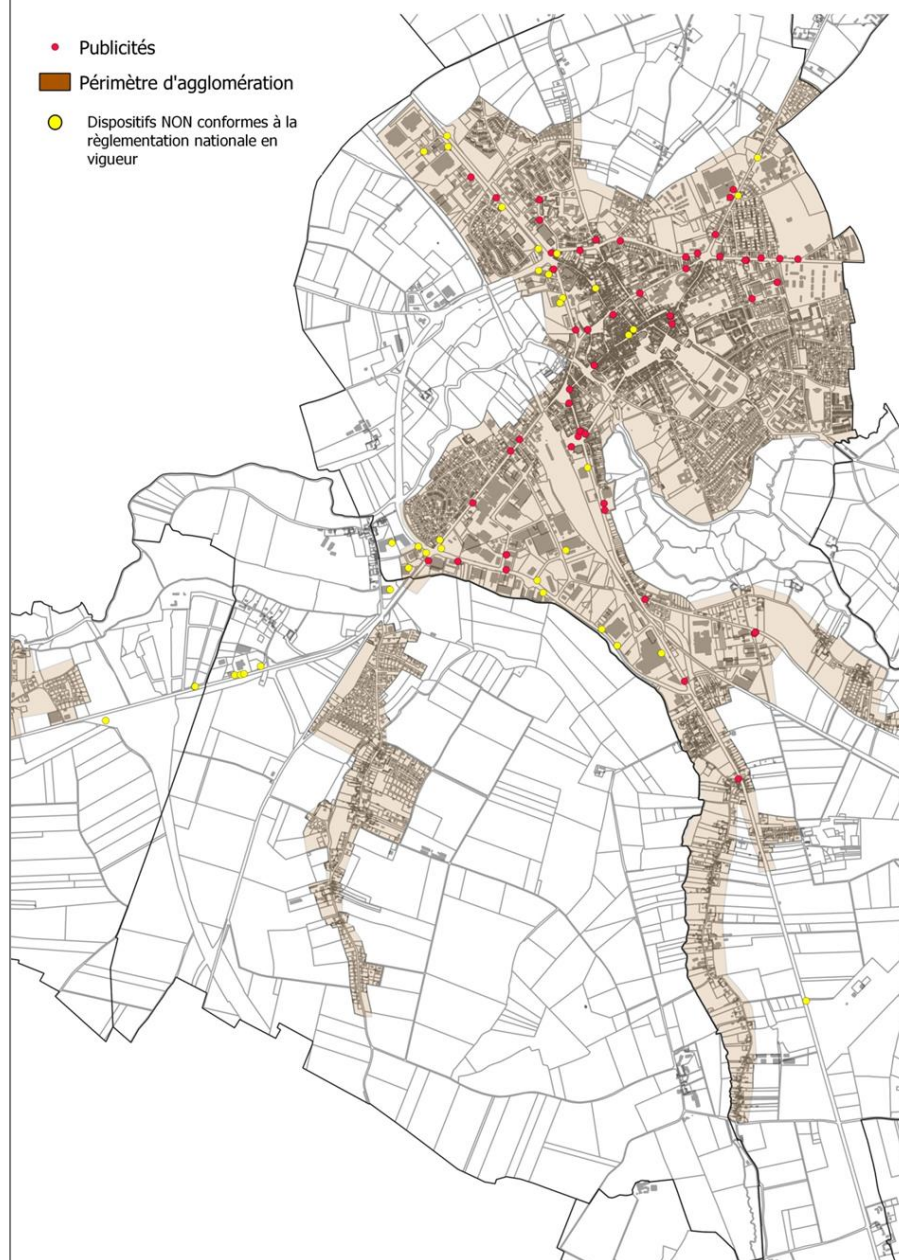 Publicités
Périmètre d'agglomération
Dispositifs NON conformes à la
règlementation nationale en
vigueur